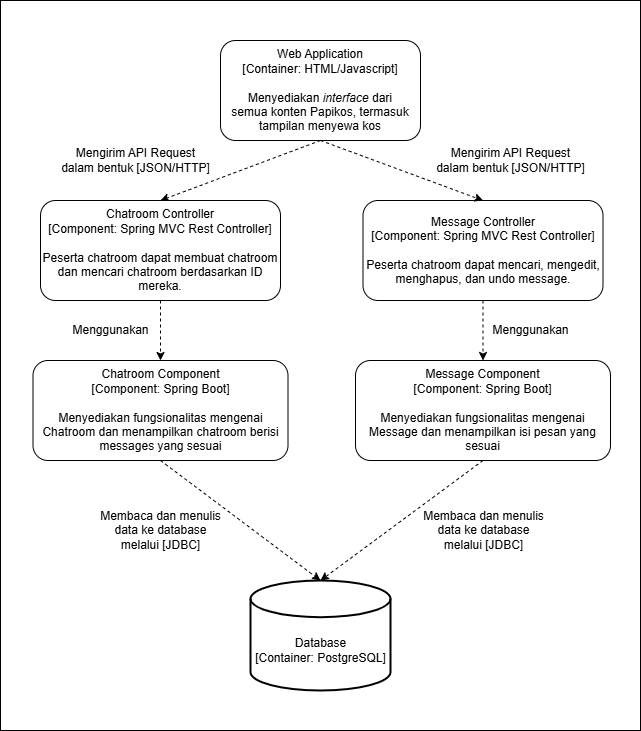 Web Application
[Container: HTML/Javascript]
Menyediakan interface dari
semua konten Papikos, termasuk
tampilan menyewa kos
Mengirim API Request
dalam bentuk [JSON/HTTP]
Mengirim API Request
dalam bentuk [JSON/HTTP]
Chatroom Controller
[Component: Spring MVC Rest Controller]
Peserta chatroom dapat membuat chatroom
dan mencari chatroom berdasarkan ID
mereka.
Message Controller
[Component: Spring MVC Rest Controller]
Peserta chatroom dapat mencari, mengedit,
menghapus, dan undo message.
Menggunakan
Menggunakan
Chatroom Component
[Component: Spring Boot]
Menyediakan fungsionalitas mengenai
Chatroom dan menampilkan chatroom berisi
messages yang sesuai
Message Component
[Component: Spring Boot]
Menyediakan fungsionalitas mengenai
Message dan menampilkan isi pesan yang
sesuai
Membaca dan menulis
data ke database
melalui [JDBC]
Membaca dan menulis
data ke database
melalui [JDBC]
Database
[Container: PostgreSQL]